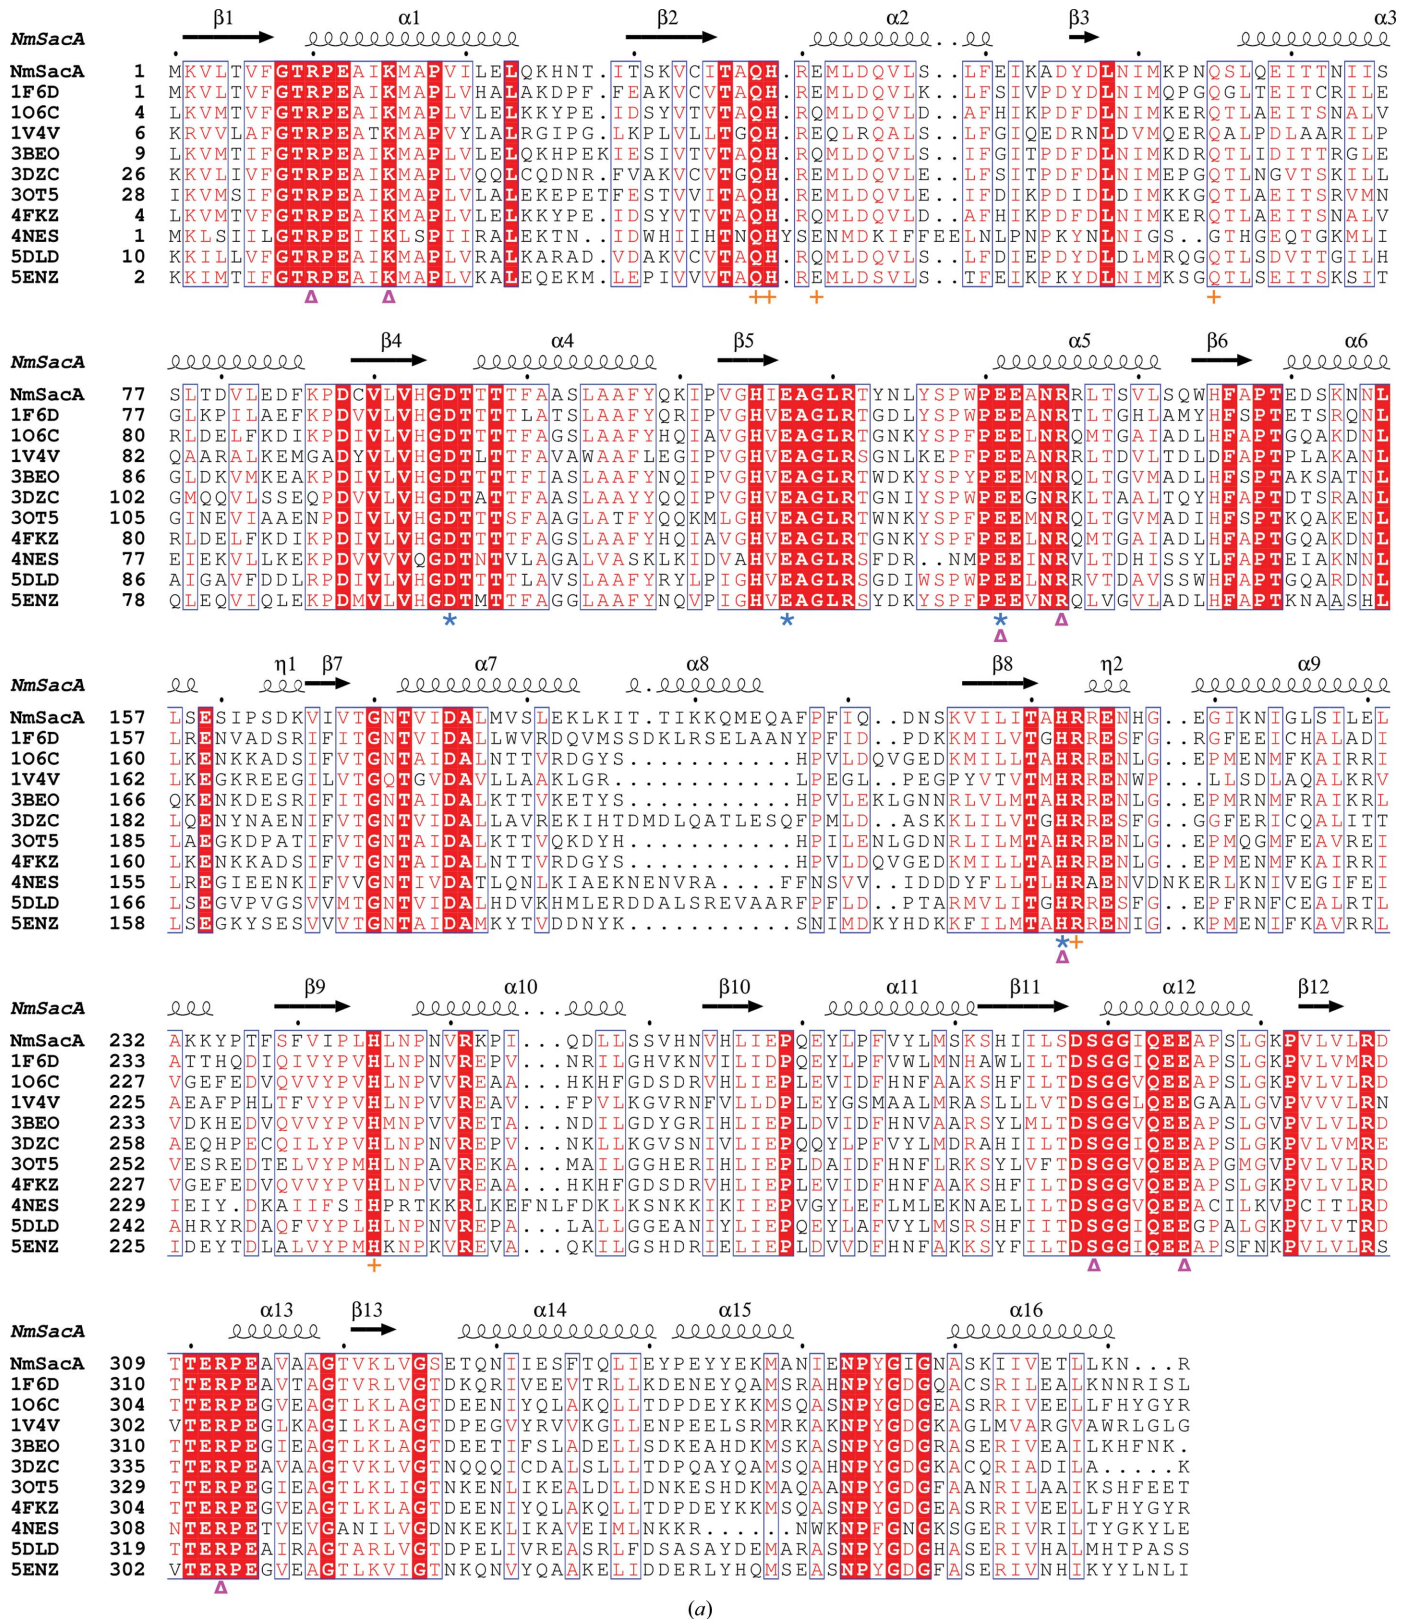 β1 α1 β2 α2 β3 α3
NmSacA
NmSacA 1 MKVLTVFGTRPEAIKMAPVILELQKHNT.ITSKVCITAQH.REMLDQVLS..LFEIKADYDLNIMKPNQSLQEITTNIIS
1F6D 1 MKVLTVFGTRPEAIKMAPLVHALAKDPF.FEAKVCVTAQH.REQLDQVLK..LFSIVPDYDLNIMQPGQGLTEITCRILE
1O6C 4 LKVMTVFGTRPEAIKMAPLVLELKKYPE.IDSYVTVTAQH.RQMLDQVLD..AFHIKPDFDLNIMKERQTLAEITSNALV
1V4V 6 KRVVLAFGTRPEATKMAPVYLALRGIPG.LKPLVLLTGQH.REQLRQALS..LFGIQEDRNLDVMQERQALPDLAARILP
3BEO 9 LKVMTIFGTRPEAIKMAPLVLELQKHPEKIESIVTVTAQH.RQMLDQVLS..IFGITPDFDLNIMKDRQTLIDITTRGLE
3DZC 26 KKVLIVFGTRPEAIKMAPLVQQLCQDNR.FVAKVCVTGQH.REMLDQVLE..LFSITPDFDLNIMEPGQTLNGVTSKILL
3OT5 28 IKVMSIFGTRPEAIKMAPLVLALEKEPETFESTVVITAQH.REMLDQVLE..IFDIKPDIDLDIMKKGQTLAEITSRVMN
4FKZ 4 LKVMTVFGTRPEAIKMAPLVLELKKYPE.IDSYVTVTAQH.RQMLDQVLD..AFHIKPDFDLNIMKERQTLAEITSNALV
4NES 1 MKLSIILGTRPEIIKLSPIIRALEKTN..IDWHIIHTNQHYSENMDKIFFEELNLPNPKYNLNIGS..GTHGEQTGKMLI
5DLD 10 KKILLVFGTRPEAIKMAPLVRALKARAD.VDAKVCVTAQH.REMLDQVLS..LFEIRPDYDLDLMRQGQTLTDVTTGILH
5ENZ 2 KKIMTIFGTRPEAIKMAPLVKALEQEKM.LEPIVVVTAQH.REMLDSVLS..TFEIKPKYDLNIMKSGQTLSEITSKSIT
Δ Δ ++ + +
β4 α4 β5 α5 β6 α6
NmSacA
NmSacA 77 SLTDVLEDFKPDCVLVHGDTTTTFAASLAAFYQKIPVGHIEAGLRTYNLYSPWPEEANRRLTSVLSQWHFAPTEDSKNNL
1F6D 77 GLKPILAEFKPDVVLVHGDTTTTLATSLAAFYQRIPVGHVEAGLRTGDLYSPWPEEANRTLTGHLAMYHFSPTETSRQNL
1O6C 80 RLDELFKDIKPDIVLVHGDTTTTFAGSLAAFYHQIAVGHVEAGLRTGNKYSPFPEELNRQMTGAIADLHFAPTGQAKDNL
1V4V 82 QAARALKEMGADYVLVHGDTLTTFAVAWAAFLEGIPVGHVEAGLRSGNLKEPFPEEANRRLTDVLTDLDFAPTPLAKANL
3BEO 86 GLDKVMKEAKPDIVLVHGDTTTTFIASLAAFYNQIPVGHVEAGLRTWDKYSPYPEEMNRQLTGVMADLHFSPTAKSATNL
3DZC 102 GMQQVLSSEQPDVVLVHGDTATTFAASLAAYYQQIPVGHVEAGLRTGNIYSPWPEEGNRKLTAALTQYHFAPTDTSRANL
3OT5 105 GINEVIAAENPDIVLVHGDTTTSFAAGLATFYQQKMLGHVEAGLRTWNKYSPFPEEMNRQLTGVMADIHFSPTKQAKENL
4FKZ 80 RLDELFKDIKPDIVLVHGDTTTTFAGSLAAFYHQIAVGHVEAGLRTGNKYSPFPEELNRQMTGAIADLHFAPTGQAKDNL
4NES 77 EIEKVLLKEKPDVVVVQGDTNTVLAGALVASKLKIDVAHVEAGLRSFDR..NMPEEINRVLTDHISSYLFAPTEIAKNNL
5DLD 86 AIGAVFDDLRPDIVLVHGDTTTTLAVSLAAFYRYLPIGHVEAGLRSGDIWSPWPEELNRRVTDAVSSWHFAPTGQARDNL
5ENZ 78 QLEQVIQLEKPDMVLVHGDTMTTFAGGLAAFYNQVPIGHVEAGLRSYDKYSPFPEEVNRQLVGVLADLHFAPTKNAASHL
* * * Δ Δ
η1 β7 α7 α8 β8 η2 α9
NmSacA
NmSacA 157 LSESIPSDKVIVTGNTVIDALMVSLEKLKIT.TIKKQMEQAFPFIQ..DNSKVILITAHRRENHG..EGIKNIGLSILEL
1F6D 157 LRENVADSRIFITGNTVIDALLWVRDQVMSSDKLRSELAANYPFID..PDKKMILVTGHRRESFG..RGFEEICHALADI
1O6C 160 LKENKKADSIFVTGNTAIDALNTTVRDGYS...........HPVLDQVGEDKMILLTAHRRENLG..EPMENMFKAIRRI
1V4V 162 LKEGKREEGILVTGQTGVDAVLLAAKLGR...........LPEGL..PEGPYVTVTMHRRENWP..LLSDLAQALKRV
3BEO 166 QKENKDESRIFITGNTAIDALKTTVKETYS...........HPVLEKLGNNRLVLMTAHRRENLG..EPMRNMFRAIKRL
3DZC 182 LQENYNAENIFVTGNTVIDALLAVREKIHTDMDLQATLESQFPMLD..ASKKLILVTGHRRESFG..GGFERICQALITT
3OT5 185 LAEGKDPATIFVTGNTAIDALKTTVQKDYH...........HPILENLGDNRLILMTAHRRENLG..EPMQGMFEAVREI
4FKZ 160 LKENKKADSIFVTGNTAIDALNTTVRDGYS...........HPVLDQVGEDKMILLTAHRRENLG..EPMENMFKAIRRI
4NES 155 LREGIEENKIFVVGNTIVDATLQNLKIAEKNENVRA....FFNSVV..IDDDYFLLTLHRAENVDNKERLKNIVEGIFEI
5DLD 166 LSEGVPVGSVVMTGNTVIDALHDVKHMLERDDALSREVAARFPFLD..PTARMVLITGHRRESFG..EPFRNFCEALRTL
5ENZ 158 LSEGKYSESVVVTGNTAIDAMKYTVDDNYK...........SNIMDKYHDKKFILMTAHRRENIG..KPMENIFKAVRRL
* + Δ
β9 α10 β10 α11 β11 α12 β12
NmSacA
NmSacA 232 AKKYPTFSFVIPLHLNPNVRKPI...QDLLSSVHNVHLIEPQEYLPFVYLMSKSHIILSDSGGIQEEAPSLGKPVLVLRD
1F6D 233 ATTHQDIQIVYPVHLNPNVREPV...NRILGHVKNVILIDPQEYLPFVWLMNHAWLILTDSGGIQEEAPSLGKPVLVMRD
1O6C 227 VGEFEDVQVVYPVHLNPVVREAA...HKHFGDSDRVHLIEPLEVIDFHNFAAKSHFILTDSGGVQEEAPSLGKPVLVLRD
1V4V 225 AEAFPHLTFVYPVHLNPVVREAV...FPVLKGVRNFVLLDPLEYGSMAALMRASLLLVTDSGGLQEEGAALGVPVVVLRN
3BEO 233 VDKHEDVQVVYPVHMNPVVRETA...NDILGDYGRIHLIEPLDVIDFHNVAARSYLMLTDSGGVQEEAPSLGVPVLVLRD
3DZC 258 AEQHPECQILYPVHLNPNVREPV...NKLLKGVSNIVLIEPQQYLPFVYLMDRAHIILTDSGGIQEEAPSLGKPVLVMRE
3OT5 252 VESREDTELVYPMHLNPAVREKA...MAILGGHERIHLIEPLDAIDFHNFLRKSYLVFTDSGGVQEEAPGMGVPVLVLRD
4FKZ 227 VGEFEDVQVVYPVHLNPVVREAA...HKHFGDSDRVHLIEPLEVIDFHNFAAKSHFILTDSGGVQEEAPSLGKPVLVLRD
4NES 229 IEIY.DKAIIFSIHPRTKKRLKEFNLFDKLKSNKKIKIIEPVGYLEFLMLEKNAELILTDSGGIQEEACILKVPCITLRD
5DLD 242 AHRYRDAQFVYPLHLNPNVREPA...LALLGGEANIYLIEPQEYLAFVYLMSRSHFIITDSGGIQEEGPALGKPVLVTRD
5ENZ 225 IDEYTDLALVYPMHKNPKVREVA...QKILGSHDRIELIEPLDVVDFHNFAKKSYFILTDSGGIQEEAPSFNKPVLVLRS
+ Δ Δ
α13 β13 α14 α15 α16
NmSacA
NmSacA 309 TTERPEAVAAGTVKLVGSETQNIIESFTQLIEYPEYYEKMANIENPYGIGNASKIIVETLLKN...R
1F6D 310 TTERPEAVTAGTVRLVGTDKQRIVEEVTRLLKDENEYQAMSRAHNPYGDGQACSRILEALKNNRISL
1O6C 304 TTERPEGVEAGTLKLAGTDEENIYQLAKQLLTDPDEYKKMSQASNPYGDGEASRRIVEELLFHYGYR
1V4V 302 VTERPEGLKAGILKLAGTDPEGVYRVVKGLLENPEELSRMRKAKNPYGDGKAGLMVARGVAWRLGLG
3BEO 310 TTERPEGIEAGTLKLAGTDEETIFSLADELLSDKEAHDKMSKASNPYGDGRASERIVEAILKHFNK.
3DZC 335 TTERPEAVAAGTVKLVGTNQQQICDALSLLLTDPQAYQAMSQAHNPYGDGKACQRIADILA.....K
3OT5 329 TTERPEGIEAGTLKLIGTNKENLIKEALDLLDNKESHDKMAQAANPYGDGFAANRILAAIKSHFEET
4FKZ 304 TTERPEGVEAGTLKLAGTDEENIYQLAKQLLTDPDEYKKMSQASNPYGDGEASRRIVEELLFHYGYR
4NES 308 NTERPETVEVGANILVGDNKEKLIKAVEIMLNKKR......NWKNPFGNGKSGERIVRILTYGKYLE
5DLD 319 TTERPEAIRAGTARLVGTDPELIVREASRLFDSASAYDEMARASNPYGDGHASERIVHALMHTPASS
5ENZ 302 VTERPEGVEAGTLKVIGTNKQNVYQAAKELIDDERLYHQMSEASNPYGDGFASERIVNHIKYYLNLI
Δ
(a)